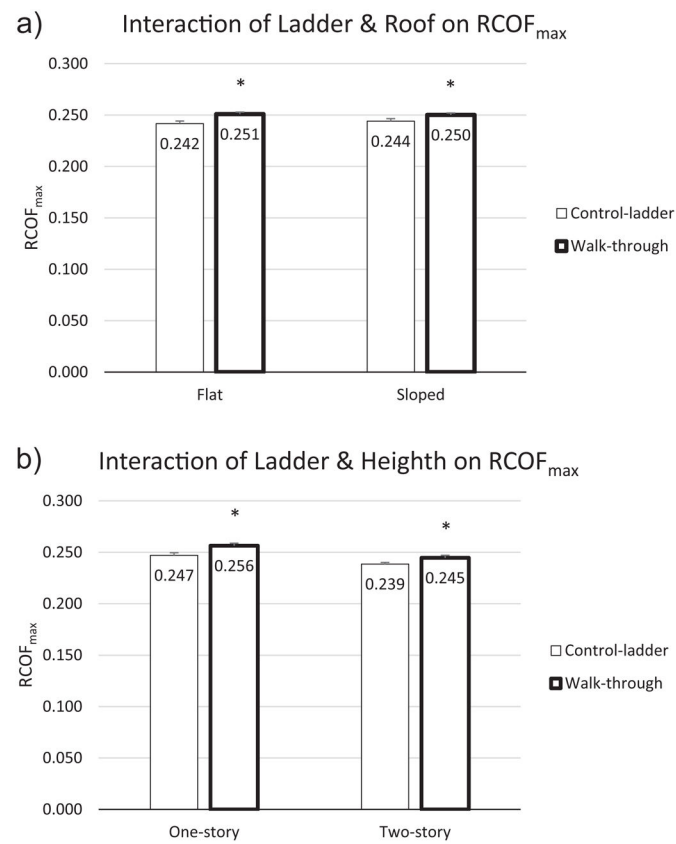 a)
Interaction of Ladder & Roof on RCOFmax
0.300
0.250
0.200
0.150
0.100
0.050
0.000
RCOFmax
*
*
0.242
0.251
0.244
0.250
Flat
Sloped
Control-ladder
Walk-through
b)
Interaction of Ladder & Heighth on RCOFmax
0.300
0.250
0.200
0.150
0.100
0.050
0.000
RCOFmax
*
*
0.247
0.256
0.239
0.245
One-story
Two-story
Control-ladder
Walk-through